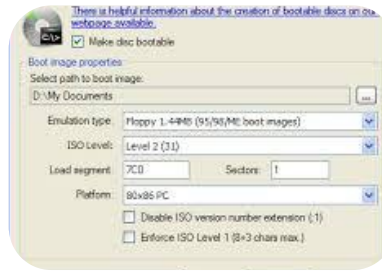 There is helpful information about the creation of bootable discs on our
webpage available.
Make disc bootable
Boot image properties
Select path to boot image:
D:\My Documents
...
Emulation type: Floppy 1.44MB (95/98/ME boot images)
ISO Level: Level 2 (31)
Load segment: 7C0 Sectors: 1
Platform: 80x86 PC
Disable ISO version number extension (;1)
Enforce ISO Level 1 (8+3 chars max.)